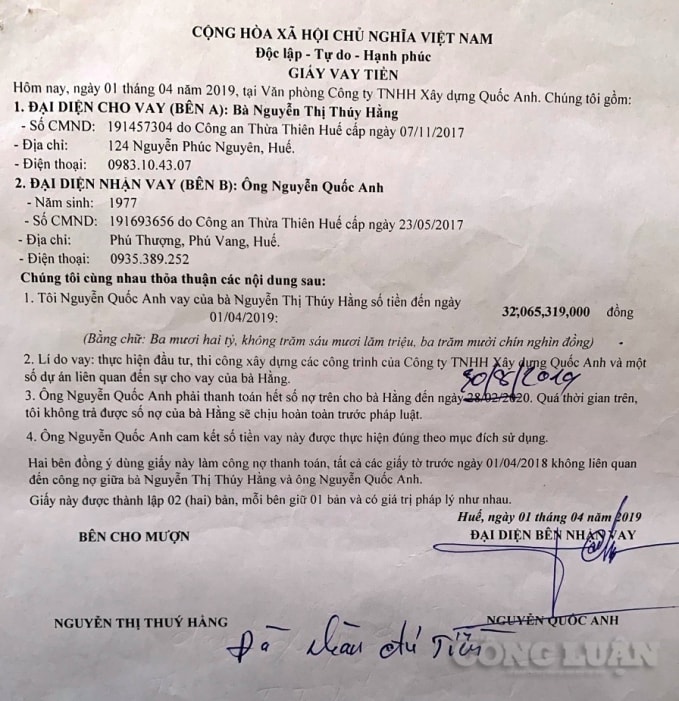 CỘNG HÒA XÃ HỘI CHỦ NGHĨA VIỆT NAM
Độc lập - Tự do - Hạnh phúc
GIẤY VAY TIỀN
Hôm nay, ngày 01 tháng 04 năm 2019, tại Văn phòng Công ty TNHH Xây dựng Quốc Anh. Chúng tôi gồm:
1. ĐẠI DIỆN CHO VAY (BÊN A): Bà Nguyễn Thị Thúy Hằng
- Số CMND: 191457304 do Công an Thừa Thiên Huế cấp ngày 07/11/2017
- Địa chỉ: 124 Nguyễn Phúc Nguyên, Huế.
- Điện thoại: 0983.10.43.07
2. ĐẠI DIỆN NHẬN VAY (BÊN B): Ông Nguyễn Quốc Anh
- Năm sinh: 1977
- Số CMND: 191693656 do Công an Thừa Thiên Huế cấp ngày 23/05/2017
- Địa chỉ: Phú Thượng, Phú Vang, Huế.
- Điện thoại: 0935.389.252
Chúng tôi cùng nhau thỏa thuận các nội dung sau:
1. Tôi Nguyễn Quốc Anh vay của bà Nguyễn Thị Thúy Hằng số tiền đến ngày 01/04/2019: 32,065,319,000 đồng
(Bằng chữ: Ba mươi hai tỷ, không trăm sáu mươi lăm triệu, ba trăm mười chín nghìn đồng)
2. Lí do vay: thực hiện đầu tư, thi công xây dựng các công trình của Công ty TNHH Xây dựng Quốc Anh và một
số dự án liên quan đến sự cho vay của bà Hằng.
30/8/2019
3. Ông Nguyễn Quốc Anh phải thanh toán hết số nợ trên cho bà Hằng đến ngày 28/02/2020. Quá thời gian trên,
tôi không trả được số nợ của bà Hằng sẽ chịu hoàn toàn trước pháp luật.
4. Ông Nguyễn Quốc Anh cam kết số tiền vay này được thực hiện đúng theo mục đích sử dụng.
Hai bên đồng ý dùng giấy này làm công nợ thanh toán, tất cả các giấy tờ trước ngày 01/04/2018 không liên quan
đến công nợ giữa bà Nguyễn Thị Thúy Hằng và ông Nguyễn Quốc Anh.
Giấy này được thành lập 02 (hai) bản, mỗi bên giữ 01 bản và có giá trị pháp lý như nhau.
Huế, ngày 01 tháng 04 năm 2019
BÊN CHO MƯỢN ĐẠI DIỆN BÊN NHẬN VAY
NGUYỄN THỊ THUÝ HẰNG NGUYỄN QUỐC ANH
Đã nhận đủ tiền
CÔNG LUẬN